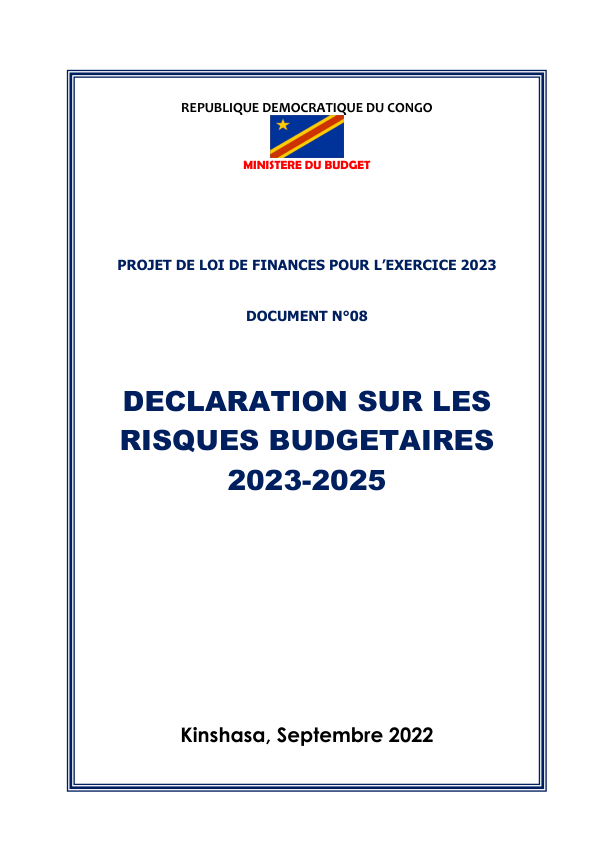 REPUBLIQUE DEMOCRATIQUE DU CONGO
MINISTERE DU BUDGET
PROJET DE LOI DE FINANCES POUR L’EXERCICE 2023
DOCUMENT N°08
DECLARATION SUR LES
RISQUES BUDGETAIRES
2023-2025
Kinshasa, Septembre 2022